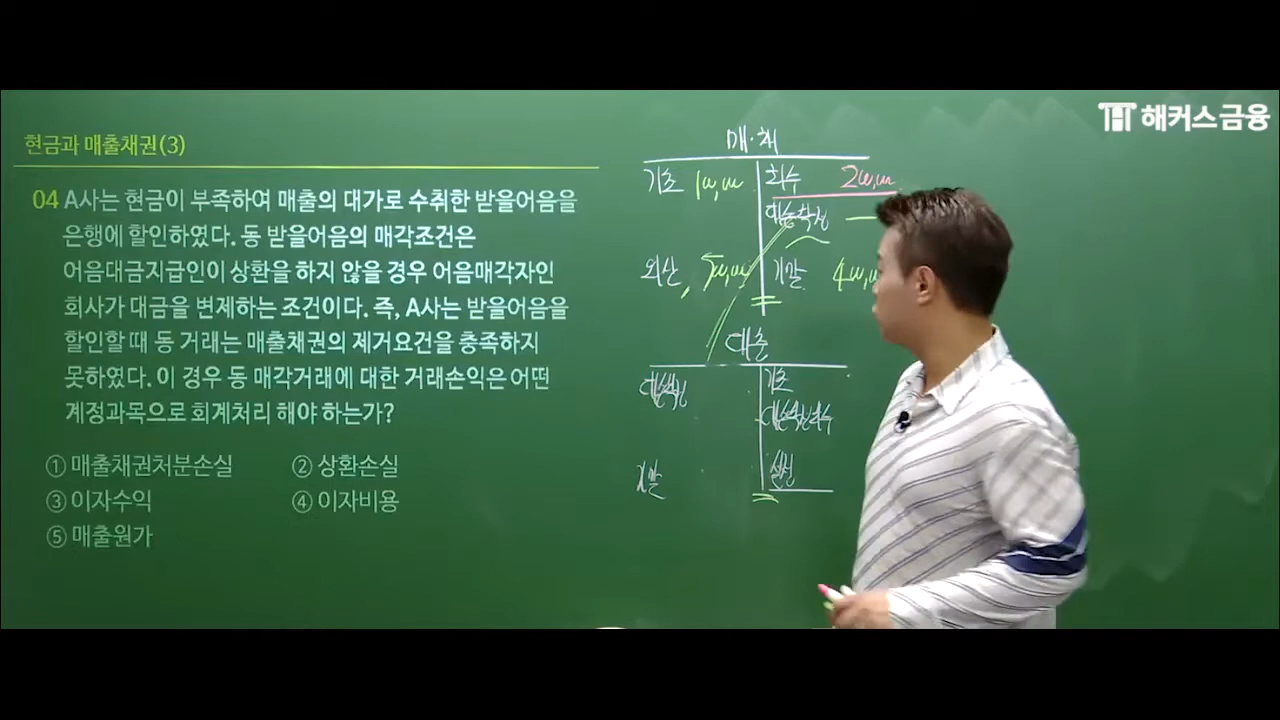 해커스금융
현금과 매출채권(3)
04 A사는 현금이 부족하여 매출의 대가로 수취한 받을어음을
은행에 할인하였다. 동 받을어음의 매각조건은
어음대금지급인이 상환을 하지 않을 경우 어음매각자인
회사가 대금을 변제하는 조건이다. 즉, A사는 받을어음을
할인할 때 동 거래는 매출채권의 제거요건을 충족하지
못하였다. 이 경우 동 매각거래에 대한 거래손익은 어떤
계정과목으로 회계처리 해야 하는가?
① 매출채권처분손실 ② 상환손실
③ 이자수익 ④ 이자비용
⑤ 매출원가
매·채
기초 회수
외상 기말
대충
기초
기말 설정